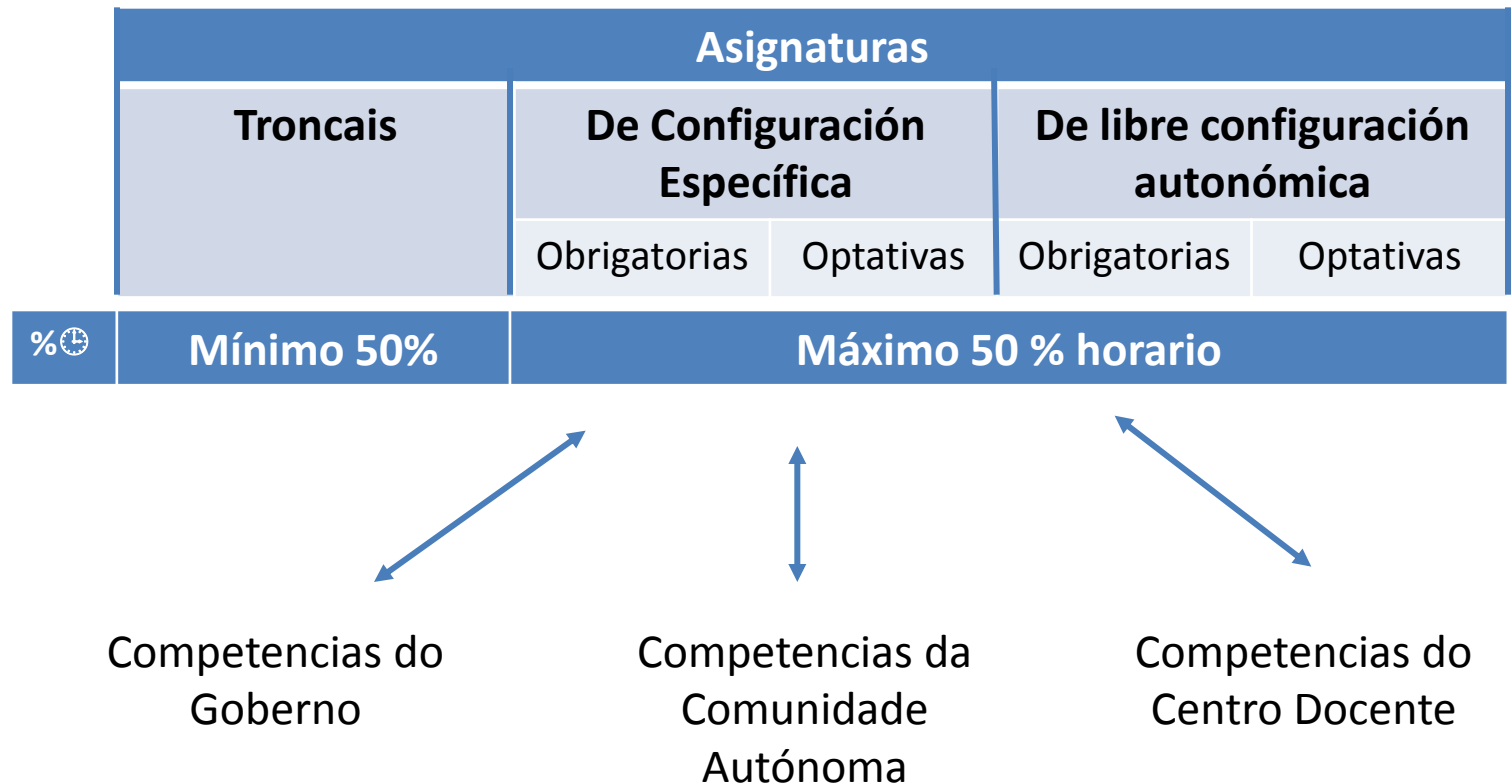 Asignaturas
Troncais
De Configuración
Específica
De libre configuración
autonómica
Obrigatorias
Optativas
Obrigatorias
Optativas
%🕒
Mínimo 50%
Máximo 50 % horario
Competencias do
Goberno
Competencias da
Comunidade
Autónoma
Competencias do
Centro Docente